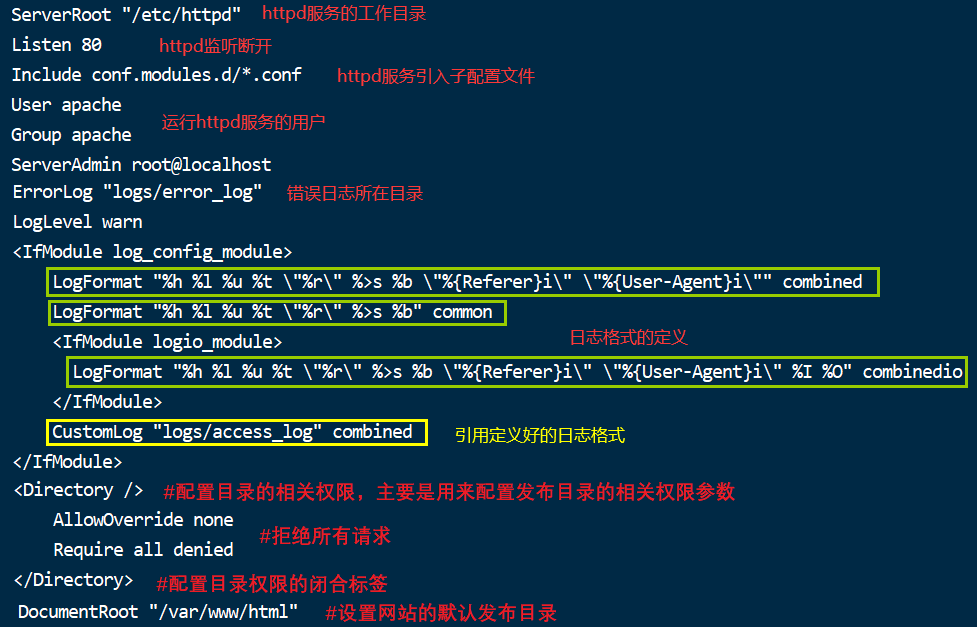 ServerRoot "/etc/httpd" httpd服务的工作目录
Listen 80 httpd监听断开
Include conf.modules.d/*.conf httpd服务引入子配置文件
User apache
运行httpd服务的用户
Group apache
ServerAdmin root@localhost
ErrorLog "logs/error_log" 错误日志所在目录
LogLevel warn
<IfModule log_config_module>
LogFormat "%h %l %u %t \"%r\" %>s %b \"%{Referer}i\" \"%{User-Agent}i\"" combined
LogFormat "%h %l %u %t \"%r\" %>s %b" common
<IfModule logio_module> 日志格式的定义
LogFormat "%h %l %u %t \"%r\" %>s %b \"%{Referer}i\" \"%{User-Agent}i\" %I %O" combinedio
</IfModule>
CustomLog "logs/access_log" combined 引用定义好的日志格式
</IfModule>
<Directory /> #配置目录的相关权限，主要是用来配置发布目录的相关权限参数
AllowOverride none
#拒绝所有请求
Require all denied
</Directory> #配置目录权限的闭合标签
DocumentRoot "/var/www/html" #设置网站的默认发布目录